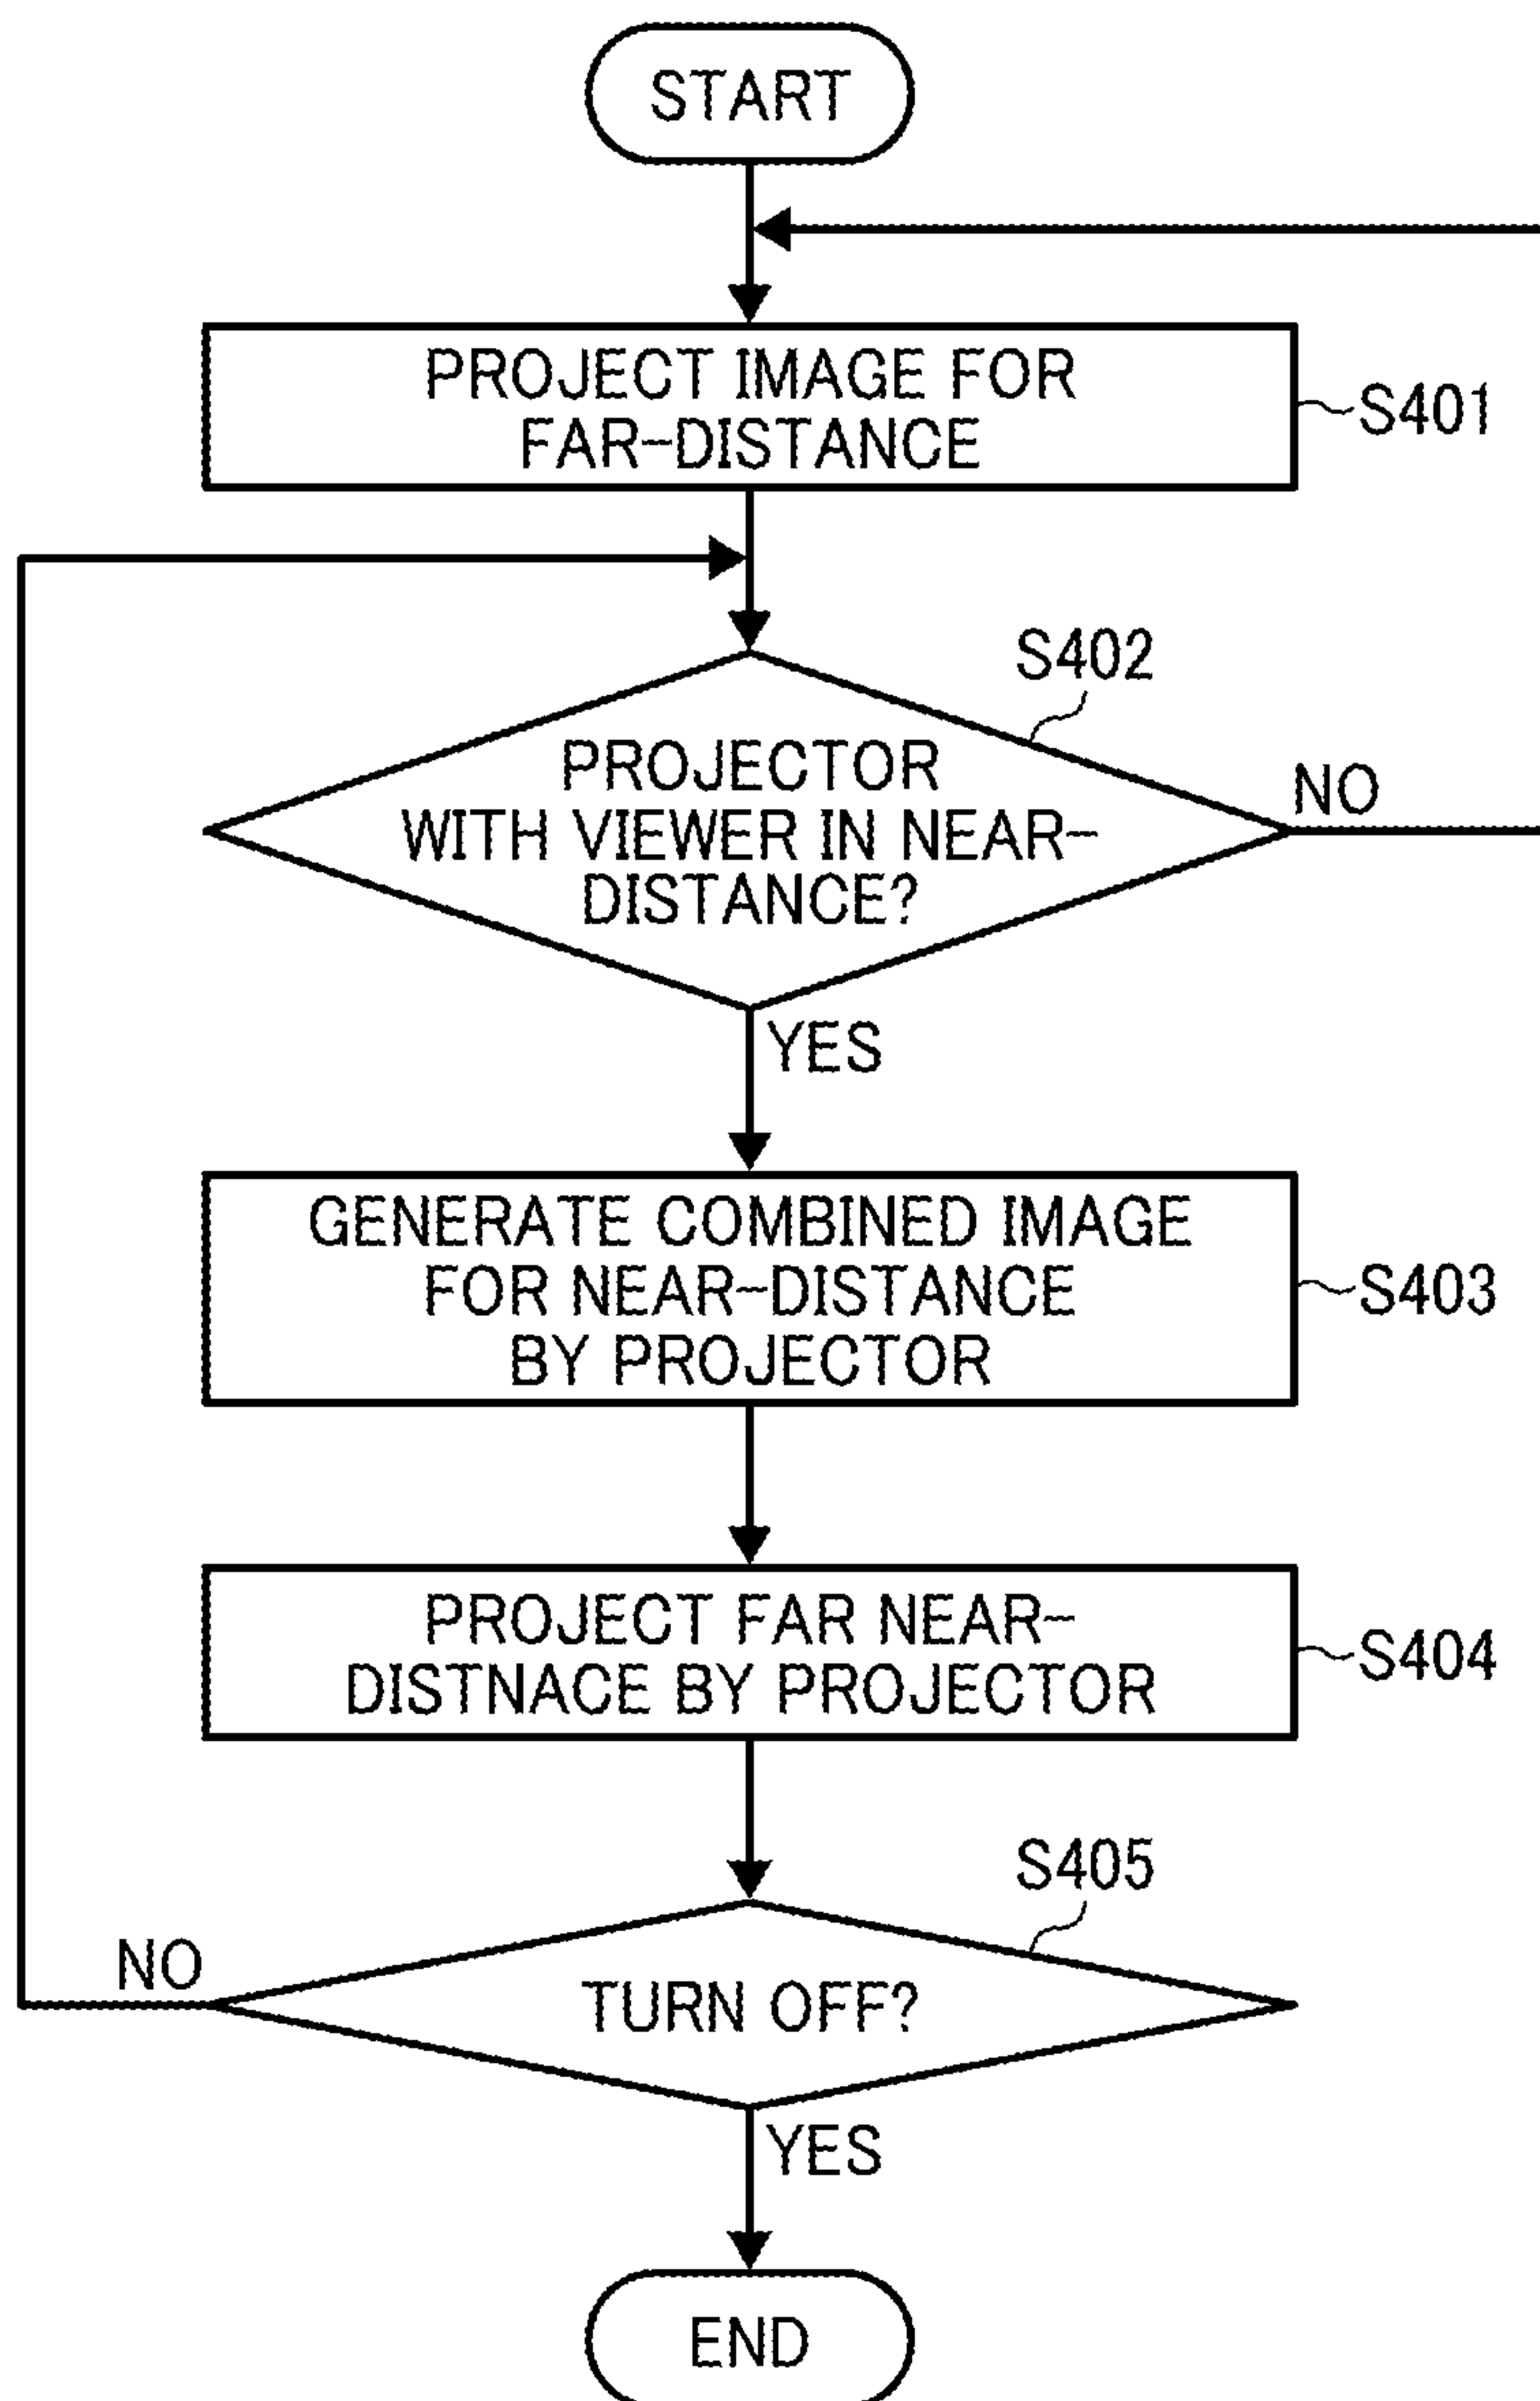 START
PROJECT IMAGE FOR
FAR-DISTANCE
S401
S402
PROJECTOR
WITH VIEWER IN NEAR-
DISTANCE?
NO
YES
GENERATE COMBINED IMAGE
FOR NEAR-DISTANCE
BY PROJECTOR
S403
PROJECT FAR NEAR-
DISTNACE BY PROJECTOR
S404
S405
NO
TURN OFF?
YES
END